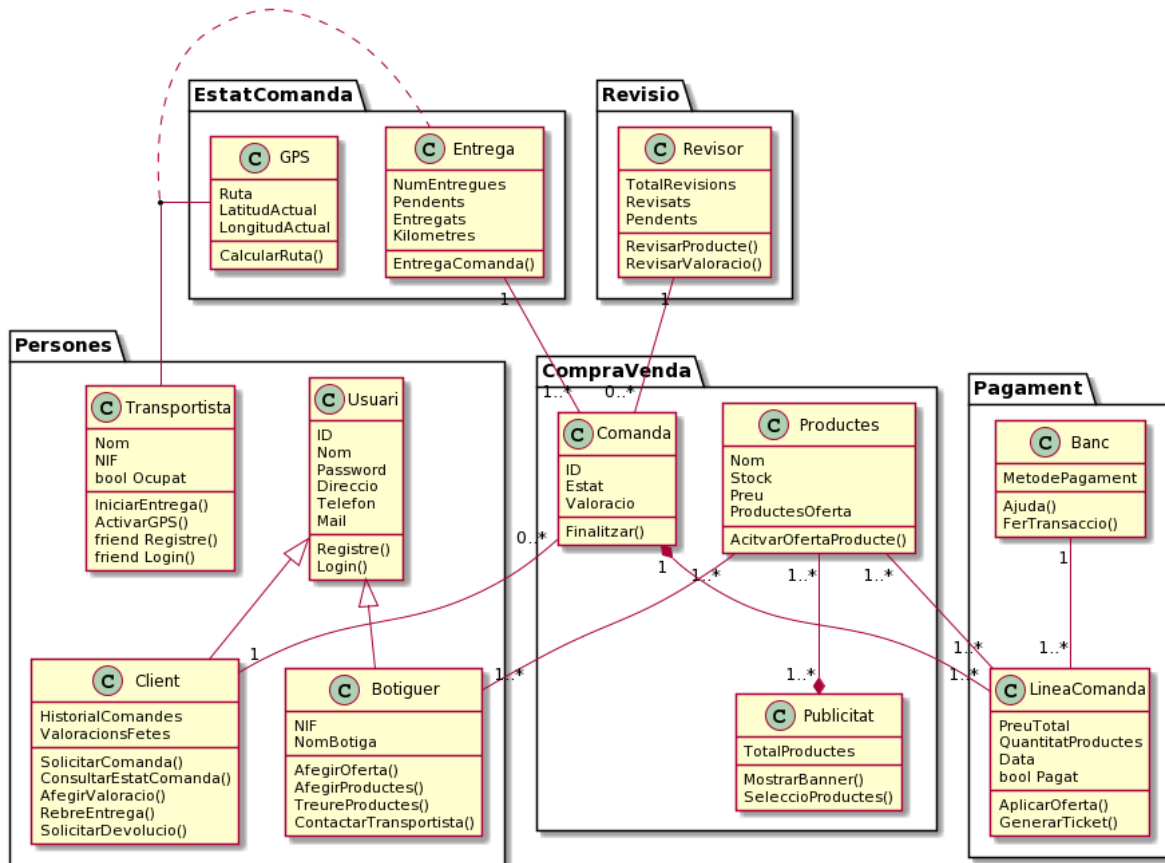 EstatComanda
C GPS
Ruta
LatitudActual
LongitudActual
CalcularRuta()
C Entrega
NumEntregues
Pendents
Entregats
Kilometres
EntregaComanda()
1
1..*
Revisio
C Revisor
TotalRevisions
Revisats
Pendents
RevisarProducte()
RevisarValoracio()
1
0..*
Persones
C Transportista
Nom
NIF
bool Ocupat
IniciarEntrega()
ActivarGPS()
friend Registre()
friend Login()
C Usuari
ID
Nom
Password
Direccio
Telefon
Mail
Registre()
Login()
C Client
HistorialComandes
ValoracionsFetes
SolicitarComanda()
ConsultarEstatComanda()
AfegirValoracio()
RebreEntrega()
SolicitarDevolucio()
C Botiguer
NIF
NomBotiga
AfegirOferta()
AfegirProductes()
TreureProductes()
ContactarTransportista()
CompraVenda
C Comanda
ID
Estat
Valoracio
Finalitzar()
0..*
1
1
1..*
C Productes
Nom
Stock
Preu
ProductesOferta
AcitvarOfertaProducte()
1..*
1..*
1..*
1..*
1..*
1..*
C Publicitat
TotalProductes
MostrarBanner()
SeleccioProductes()
Pagament
C Banc
MetodePagament
Ajuda()
FerTransaccio()
1
1..*
C LineaComanda
PreuTotal
QuantitatProductes
Data
bool Pagat
AplicarOferta()
GenerarTicket()